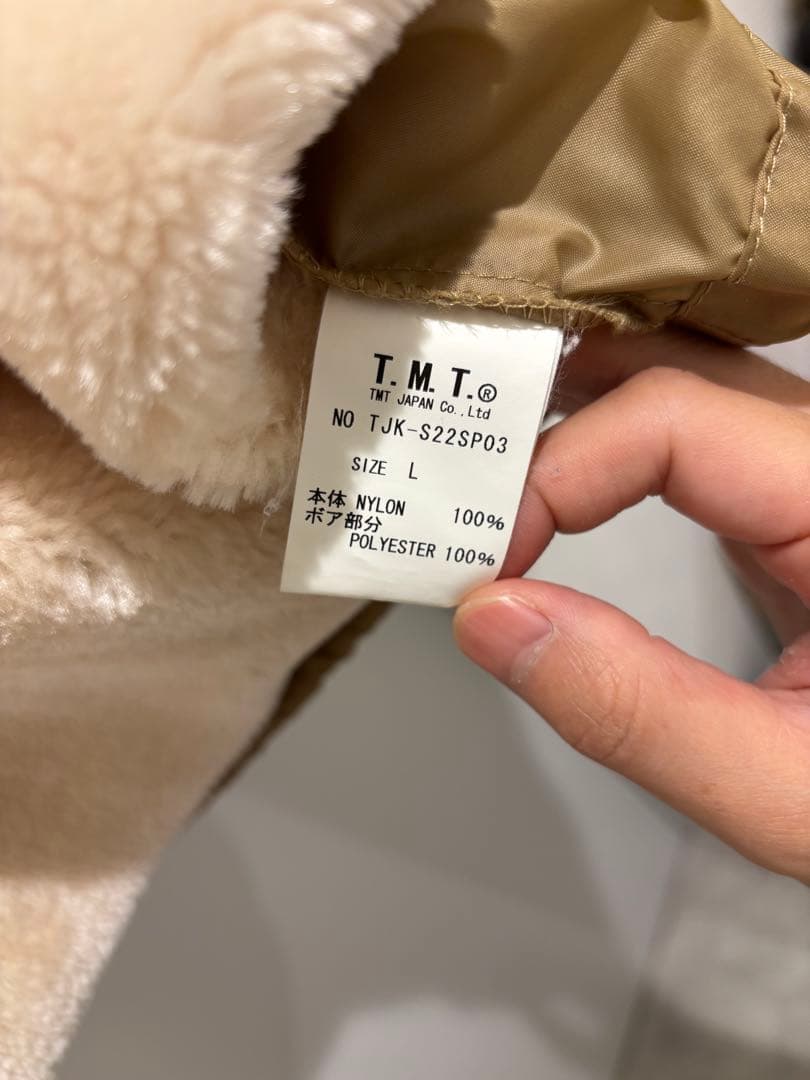 T.M.T.®
TMT JAPAN Co.,Ltd
NO TJK-S22SP03
SIZE L
本体 NYLON 100%
ボア部分
POLYESTER 100%